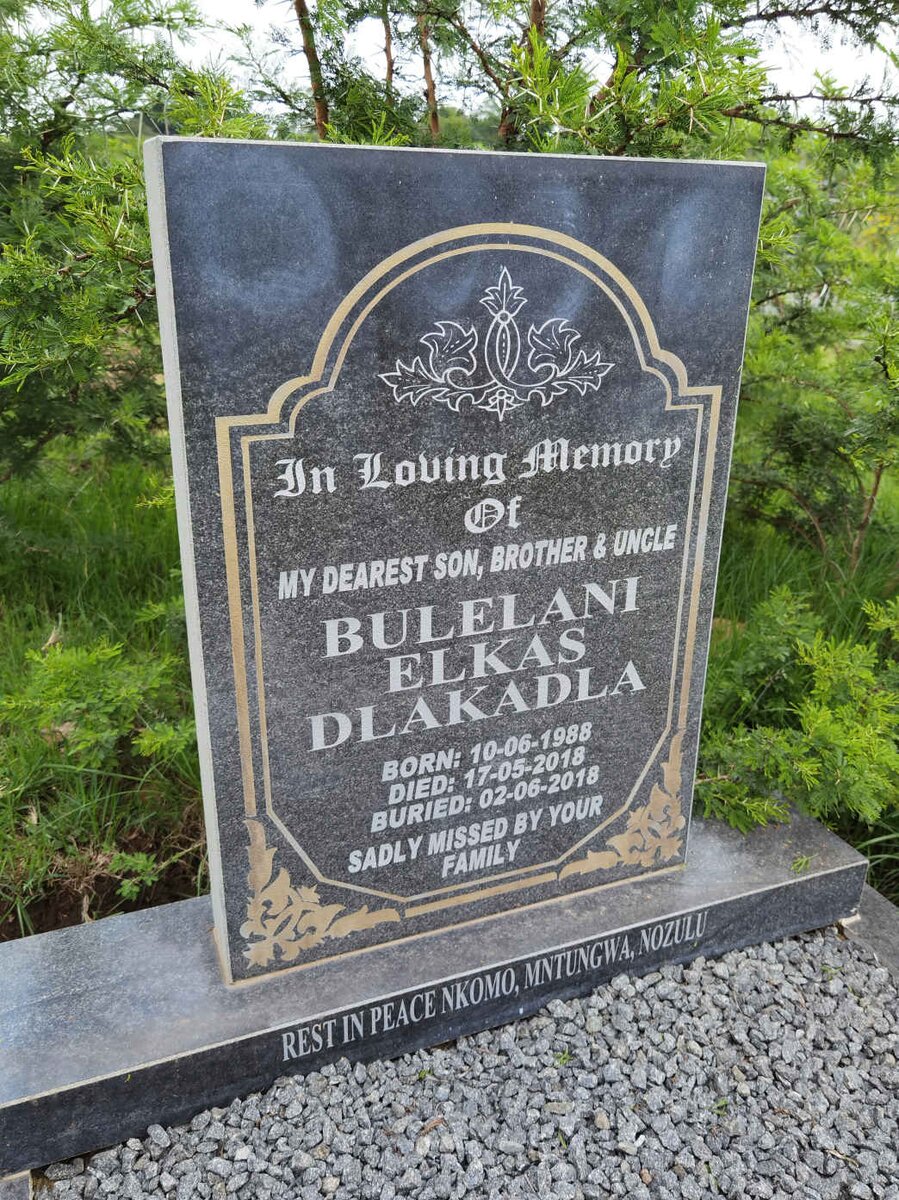 In Loving Memory
Of
MY DEAREST SON, BROTHER & UNCLE
BULELANI
ELKAS
DLAKADLA
BORN: 10-06-1988
DIED: 17-05-2018
BURIED: 02-06-2018
SADLY MISSED BY YOUR
FAMILY
REST IN PEACE NKOMO, MNTUNGWA, NOZULU